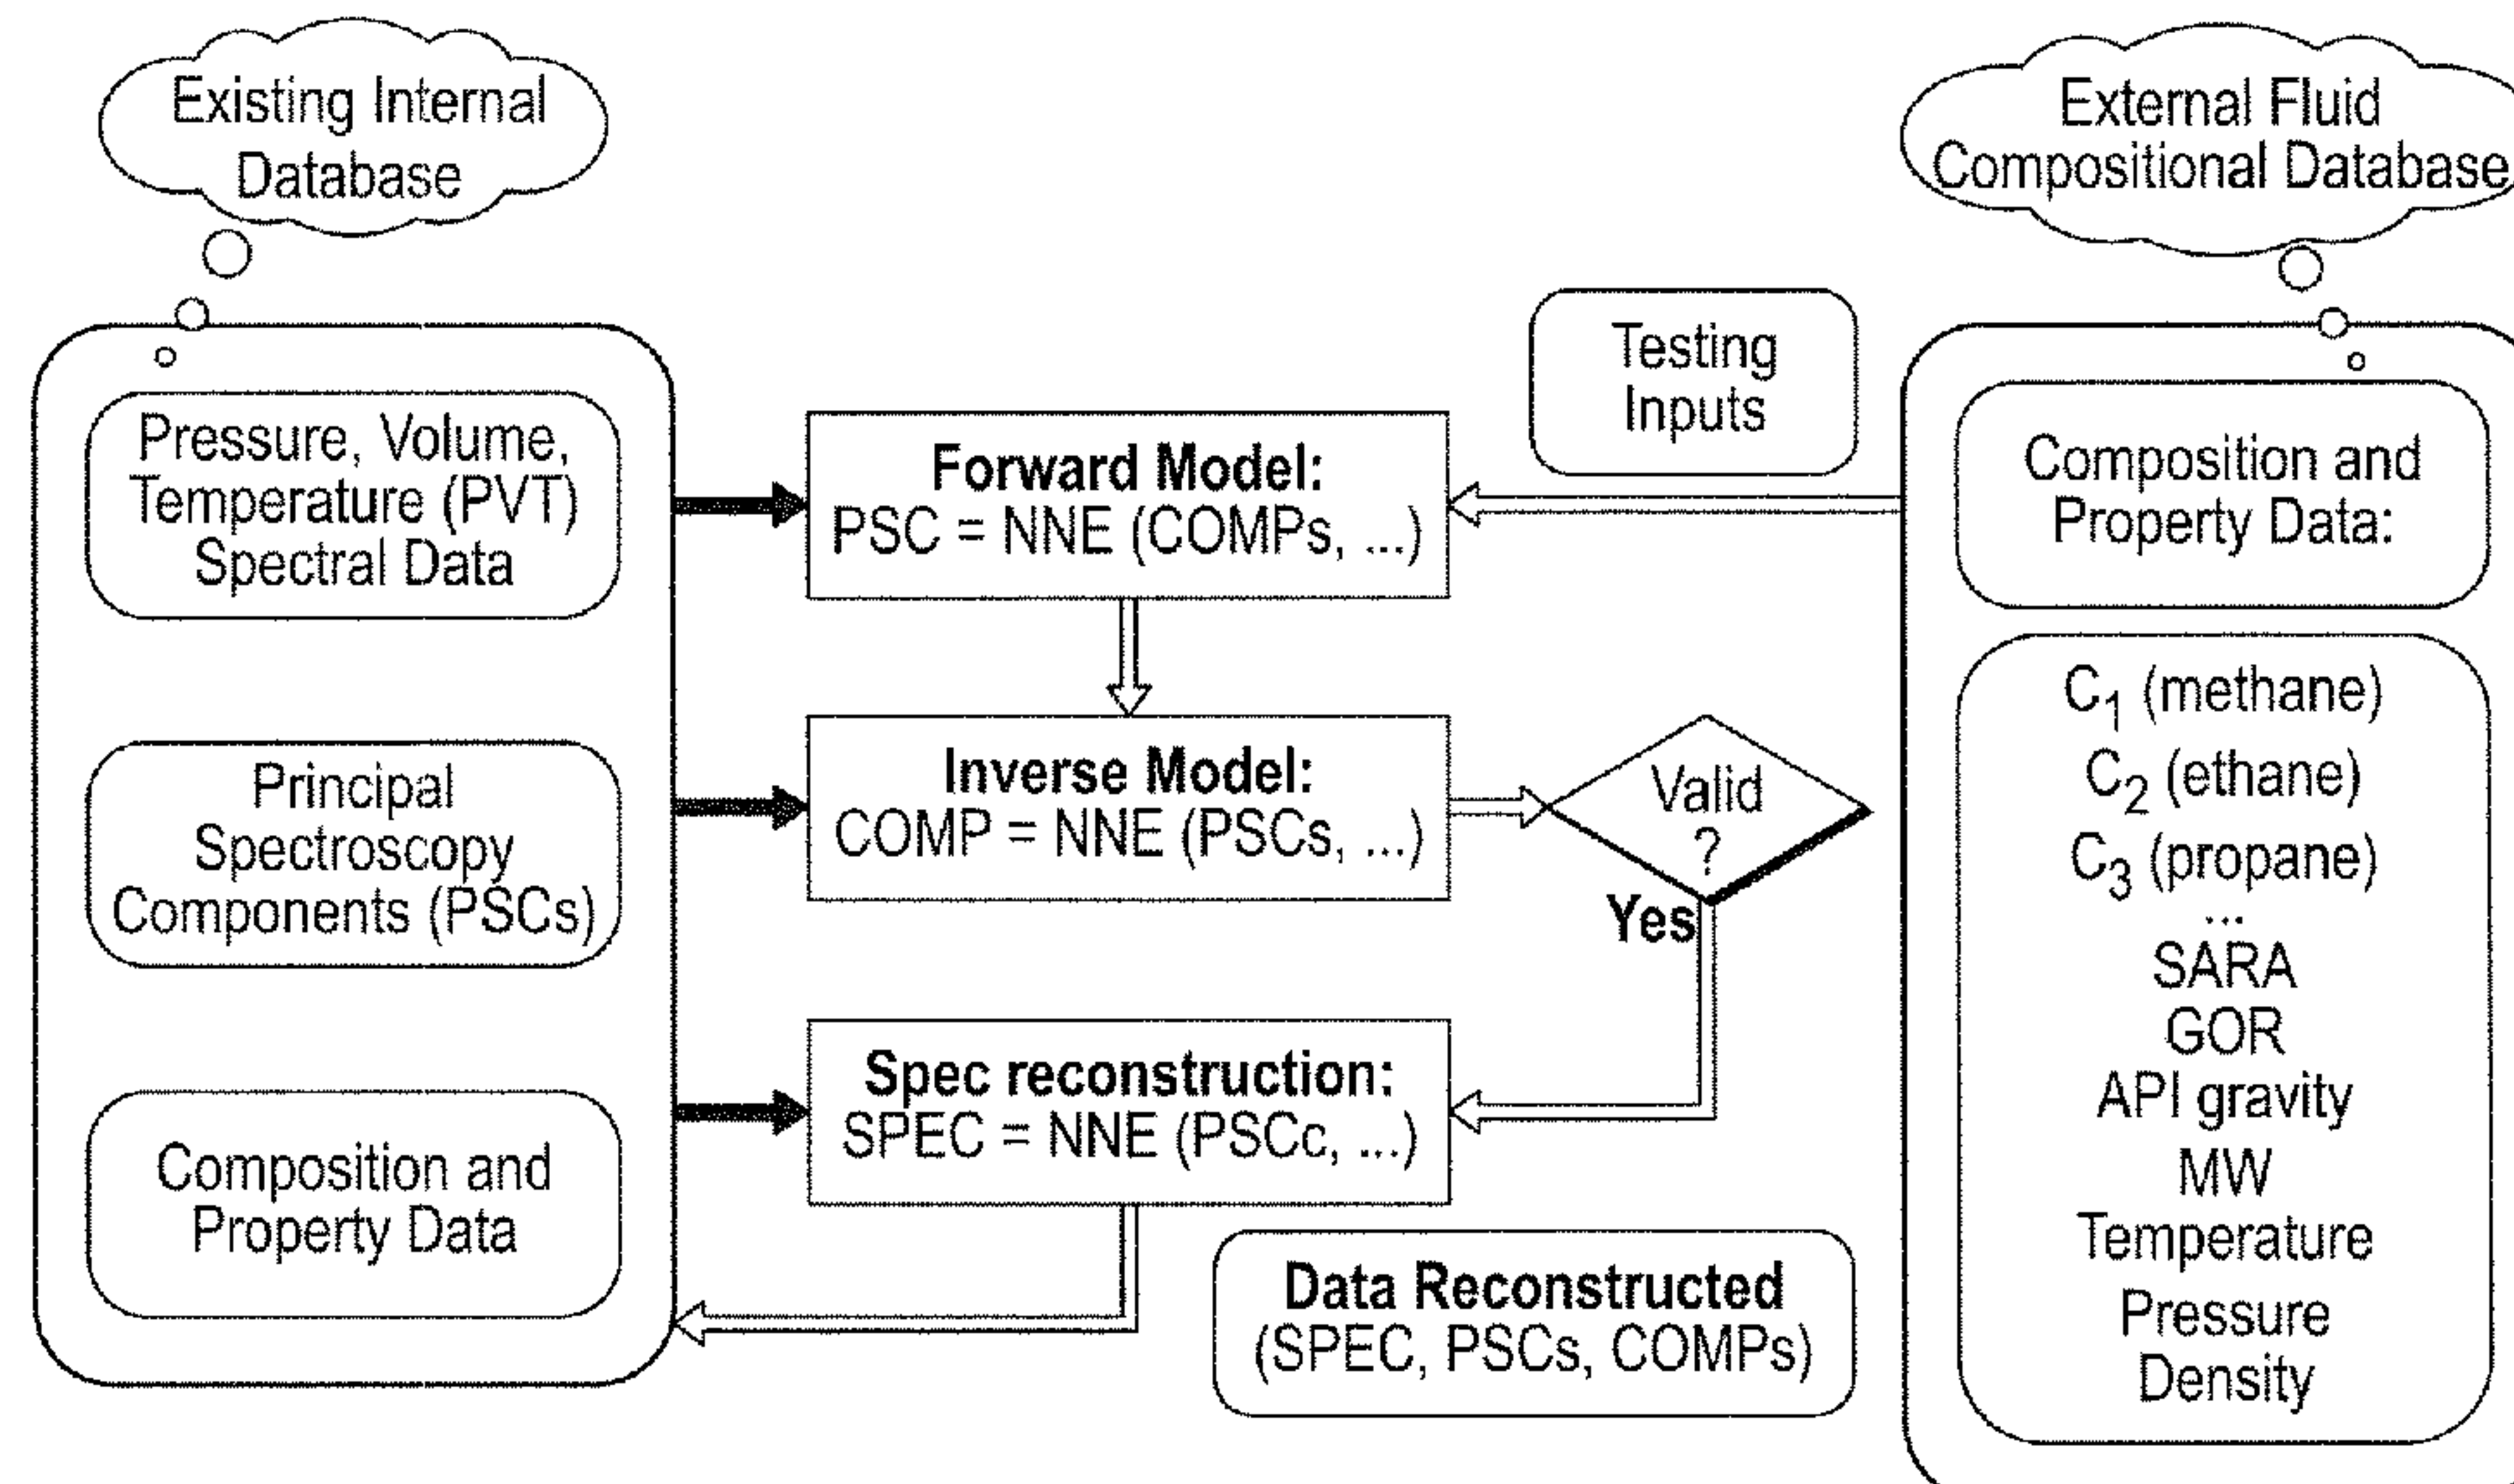 Existing Internal
Database
External Fluid
Compositional Database
Pressure, Volume,
Temperature (PVT)
Spectral Data
Principal
Spectroscopy
Components (PSCs)
Composition and
Property Data
Forward Model:
PSC = NNE (COMPs, ...)
Inverse Model:
COMP = NNE (PSCs, ...)
Spec reconstruction:
SPEC = NNE (PSCc, ...)
Testing
Inputs
Valid
?
Yes
Data Reconstructed
(SPEC, PSCs, COMPs)
Composition and
Property Data:
C₁ (methane)
C₂ (ethane)
C₃ (propane)
...
SARA
GOR
API gravity
MW
Temperature
Pressure
Density